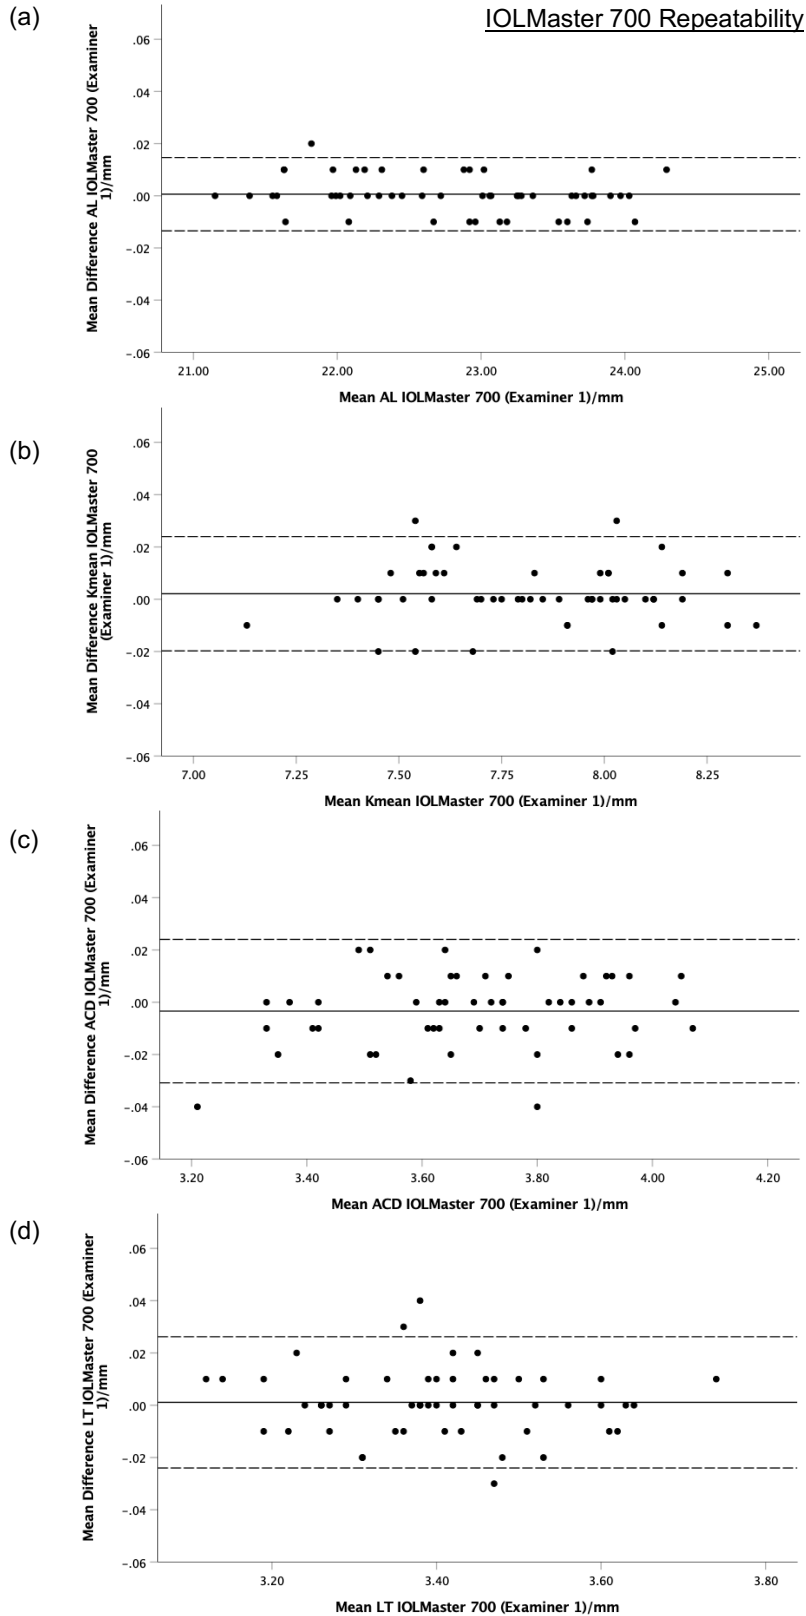 (a)
IOLMaster 700 Repeatability
Mean Difference AL IOLMaster 700 (Examiner
1)/mm
.06
.04
.02
.00
-.02
-.04
-.06
21.00 22.00 23.00 24.00 25.00
Mean AL IOLMaster 700 (Examiner 1)/mm
(b)
Mean Difference Kmean IOLMaster 700
(Examiner 1)/mm
.06
.04
.02
.00
-.02
-.04
-.06
7.00 7.25 7.50 7.75 8.00 8.25
Mean Kmean IOLMaster 700 (Examiner 1)/mm
(c)
Mean Difference ACD IOLMaster 700 (Examiner
1)/mm
.06
.04
.02
.00
-.02
-.04
-.06
3.20 3.40 3.60 3.80 4.00 4.20
Mean ACD IOLMaster 700 (Examiner 1)/mm
(d)
Mean Difference LT IOLMaster 700 (Examiner
1)/mm
.06
.04
.02
.00
-.02
-.04
-.06
3.20 3.40 3.60 3.80
Mean LT IOLMaster 700 (Examiner 1)/mm